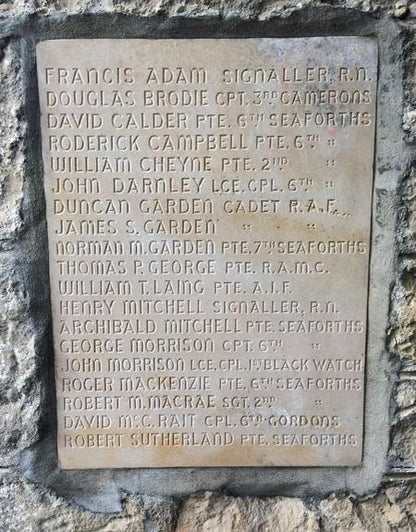 FRANCIS ADAM SIGNALLER, R.N.
DOUGLAS BRODIE CPT. 3RD CAMERONS
DAVID CALDER PTE. 6TH SEAFORTHS
RODERICK CAMPBELL PTE. 6TH "
WILLIAM CHEYNE PTE. 2ND "
JOHN DARNLEY LCE. CPL. 6TH "
DUNCAN GARDEN CADET R.A.F.
JAMES S. GARDEN " "
NORMAN M. GARDEN PTE. 7TH SEAFORTHS
THOMAS P. GEORGE PTE. R.A.M.C.
WILLIAM T. LAING PTE. A.I.F.
HENRY MITCHELL SIGNALLER, R.N.
ARCHIBALD MITCHELL PTE. SEAFORTHS
GEORGE MORRISON CPT. 6TH "
JOHN MORRISON LCE. CPL. 1ST BLACK WATCH
ROGER MACKENZIE PTE. 6TH SEAFORTHS
ROBERT M. MACRAE SGT. 2ND "
DAVID MCC. RAIT CPL. 6TH GORDONS
ROBERT SUTHERLAND PTE. SEAFORTHS